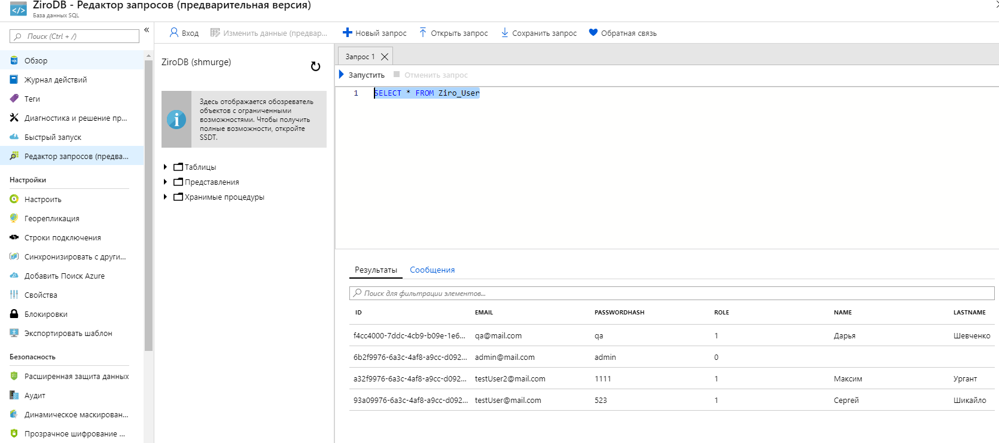 ZiroDB - Редактор запросов (предварительная версия)
База данных SQL
Поиск (Ctrl + /)
«
Обзор
Журнал действий
Теги
Диагностика и решение пр...
Быстрый запуск
Редактор запросов (предва...
Настройки
Настроить
Георепликация
Строки подключения
Синхронизировать с други...
Добавить Поиск Azure
Свойства
Блокировки
Экспортировать шаблон
Безопасность
Расширенная защита данных
Аудит
Динамическое маскирован...
Прозрачное шифрование ...
Вход
Изменить данные (предвар...
Новый запрос
Открыть запрос
Сохранить запрос
Обратная связь
ZiroDB (shmurge)
Здесь отображается обозреватель
объектов с ограниченными
возможностями. Чтобы получить
полные возможности, откройте
SSDT.
Таблицы
Представления
Хранимые процедуры
Запрос 1
Запустить
Отменить запрос
1 SELECT * FROM Ziro_User
Результаты Сообщения
Поиск для фильтрации элементов...
ID EMAIL PASSWORDHASH ROLE NAME LASTNAME
f4cc4000-7ddc-4cb9-b09e-1e6... qa@mail.com qa 1 Дарья Шевченко
6b2f9976-6a3c-4af8-a9cc-d092... admin@mail.com admin 0
a32f9976-6a3c-4af8-a9cc-d092... testUser2@mail.com 1111 1 Максим Ургант
93a09976-6a3c-4af8-a9cc-d092... testUser@mail.com 523 1 Сергей Шикайло